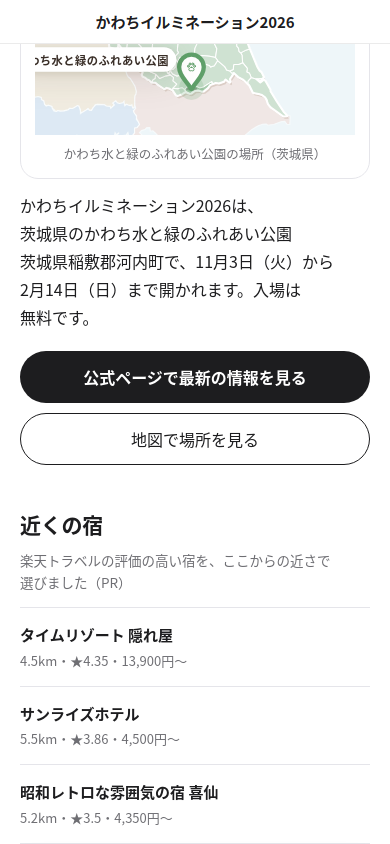 かわちイルミネーション2026
わち水と緑のふれあい公園
かわち水と緑のふれあい公園の場所（茨城県）
かわちイルミネーション2026は、
茨城県のかわち水と緑のふれあい公園
茨城県稲敷郡河内町で、11月3日（火）から
2月14日（日）まで開かれます。入場は
無料です。
公式ページで最新の情報を見る
地図で場所を見る
近くの宿
楽天トラベルの評価の高い宿を、ここからの近さで
選びました（PR）
タイムリゾート 隠れ屋
4.5km・★4.35・13,900円〜
サンライズホテル
5.5km・★3.86・4,500円〜
昭和レトロな雰囲気の宿 喜仙
5.2km・★3.5・4,350円〜